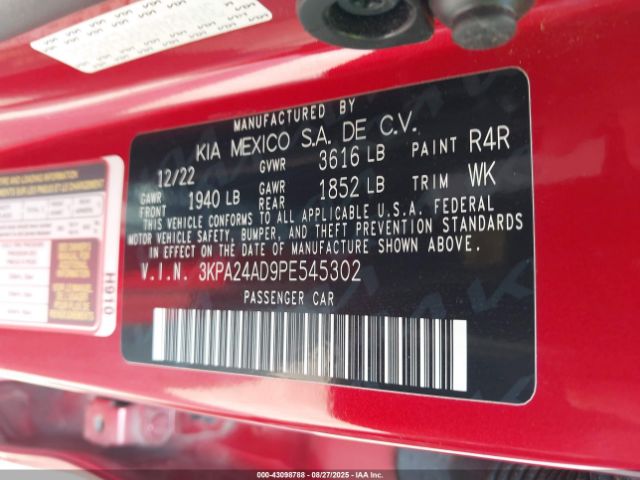 MANUFACTURED BY
KIA MEXICO S.A. DE C.V.
12/22 GVWR 3616 LB PAINT R4R
GAWR FRONT 1940 LB GAWR REAR 1852 LB TRIM WK
THIS VEHICLE CONFORMS TO ALL APPLICABLE U.S.A. FEDERAL
MOTOR VEHICLE SAFETY, BUMPER, AND THEFT PREVENTION STANDARDS
IN EFFECT ON THE DATE OF MANUFACTURE SHOWN ABOVE.
V.I.N. 3KPA24AD9PE545302
PASSENGER CAR
H910
000-43098788 - 08/27/2025 - IAAI.COM